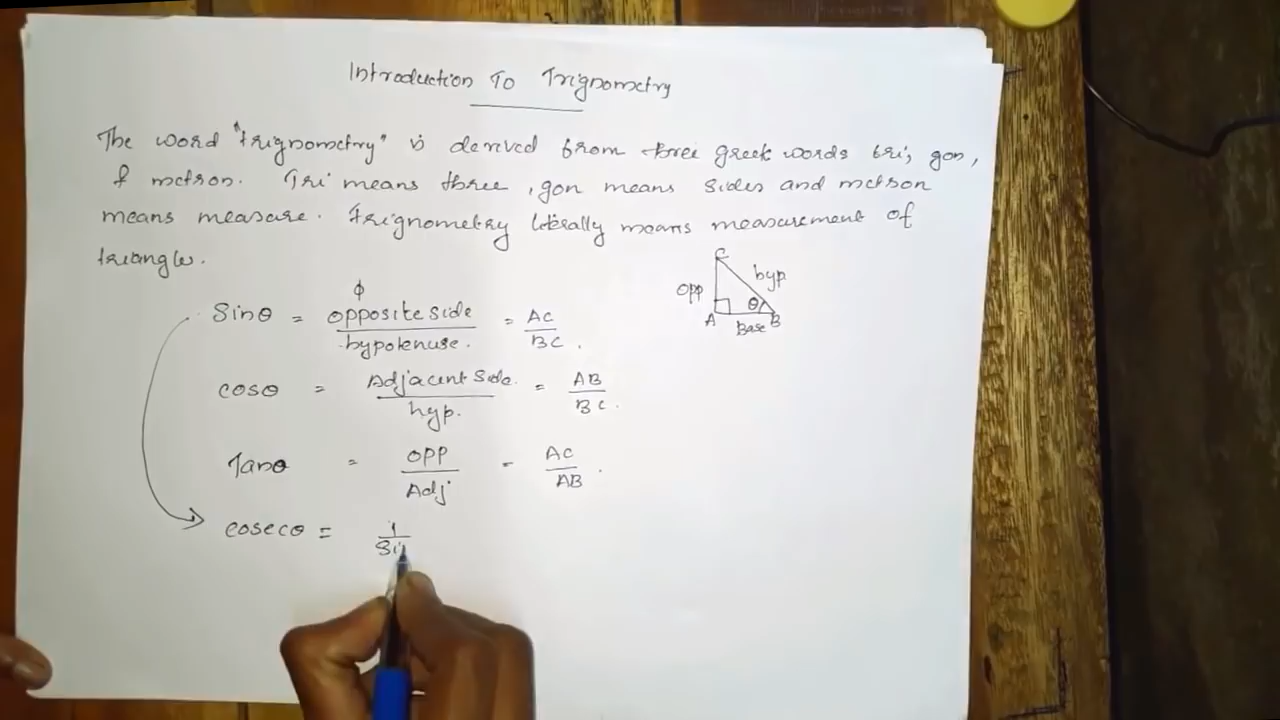 Introduction To Trignometry
The word "trignometry" is derived from greek words tri, gon,
& metron. Tri means three, gon means sides and metron
means measure. Trignometry literally means measurement of
triangle.
C
opp
hyp
θ
A
Base
B
ϕ
Sinθ = opposite side / hypotenuse. = AC / BC.
cosθ = Adjacent side. / hyp. = AB / BC.
Tanθ = opp / Adj - AC / AB.
cosecθ = 1 / Si